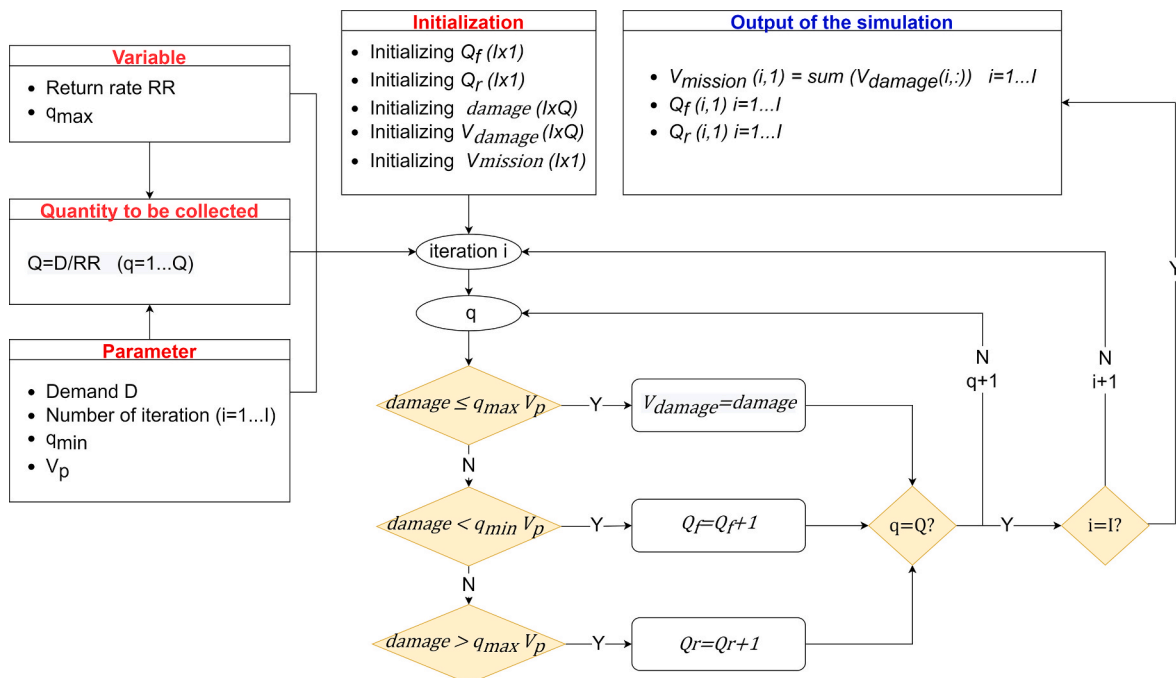 Variable
• Return rate RR
• qmax
Quantity to be collected
Q=D/RR (q=1...Q)
Parameter
• Demand D
• Number of iteration (i=1...I)
• qmin
• Vp
Initialization
• Initializing Qf (Ix1)
• Initializing Qr (Ix1)
• Initializing damage (IxQ)
• Initializing Vdamage (IxQ)
• Initializing Vmission (Ix1)
Output of the simulation
• Vmission (i,1) = sum (Vdamage(i,:)) i=1...I
• Qf (i,1) i=1...I
• Qr (i,1) i=1...I
iteration i
q
damage ≤ qmax Vp
Y
Vdamage=damage
N
damage < qmin Vp
Y
Qf=Qf+1
N
damage > qmax Vp
Y
Qr=Qr+1
q=Q?
N
q+1
Y
i=I?
N
i+1
Y